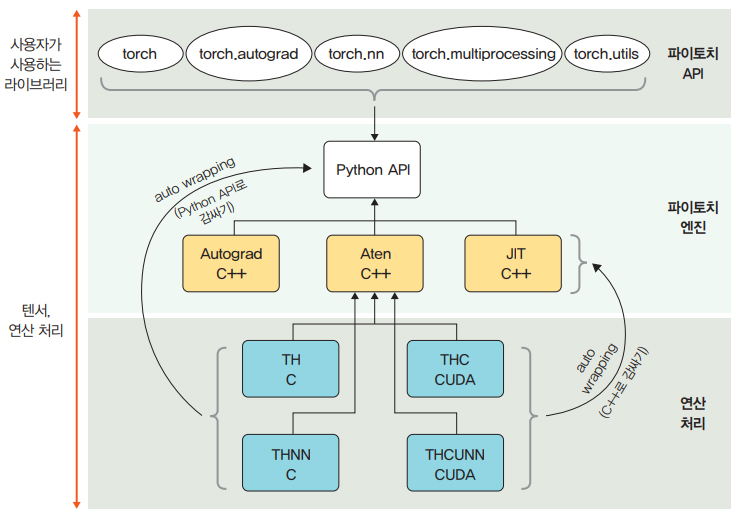 사용자가
사용하는
라이브러리
torch
torch.autograd
torch.nn
torch.multiprocessing
torch.utils
파이토치
API
Python API
auto wrapping
(Python API로
감싸기)
파이토치
엔진
Autograd
C++
Aten
C++
JIT
C++
텐서,
연산 처리
TH
C
THC
CUDA
auto
wrapping
(C++로 감싸기)
THNN
C
THCUNN
CUDA
연산
처리